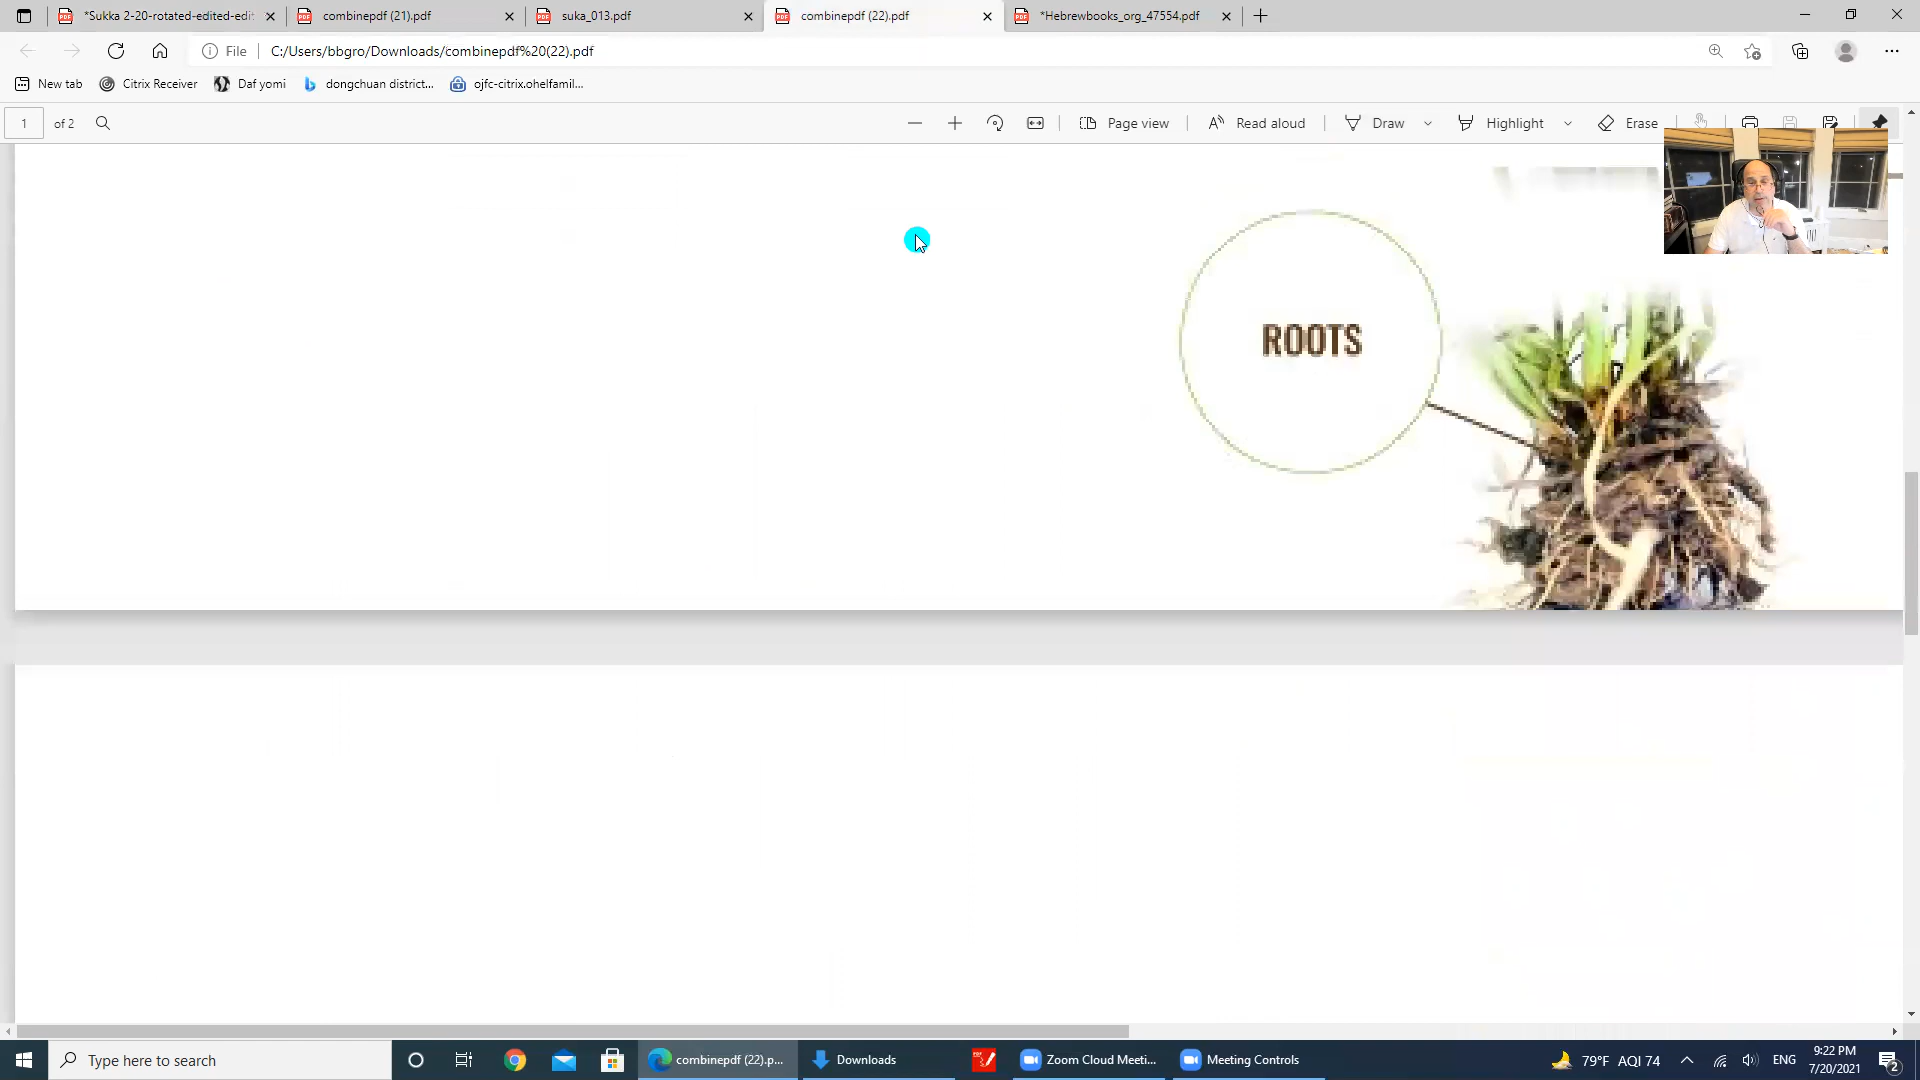 *Sukka 2-20-rotated-edited-edit
combinepdf (21).pdf
suka_013.pdf
combinepdf (22).pdf
*Hebrewbooks_org_47554.pdf
File
C:/Users/bbgro/Downloads/combinepdf%20(22).pdf
New tab
Citrix Receiver
Daf yomi
dongchuan district...
ojfc-citrix.ohelfamil...
1 of 2
Page view
Read aloud
Draw
Highlight
Erase
ROOTS
Type here to search
combinepdf (22).p...
Downloads
Zoom Cloud Meeti...
Meeting Controls
79°F AQI 74
ENG
9:22 PM
7/20/2021
2